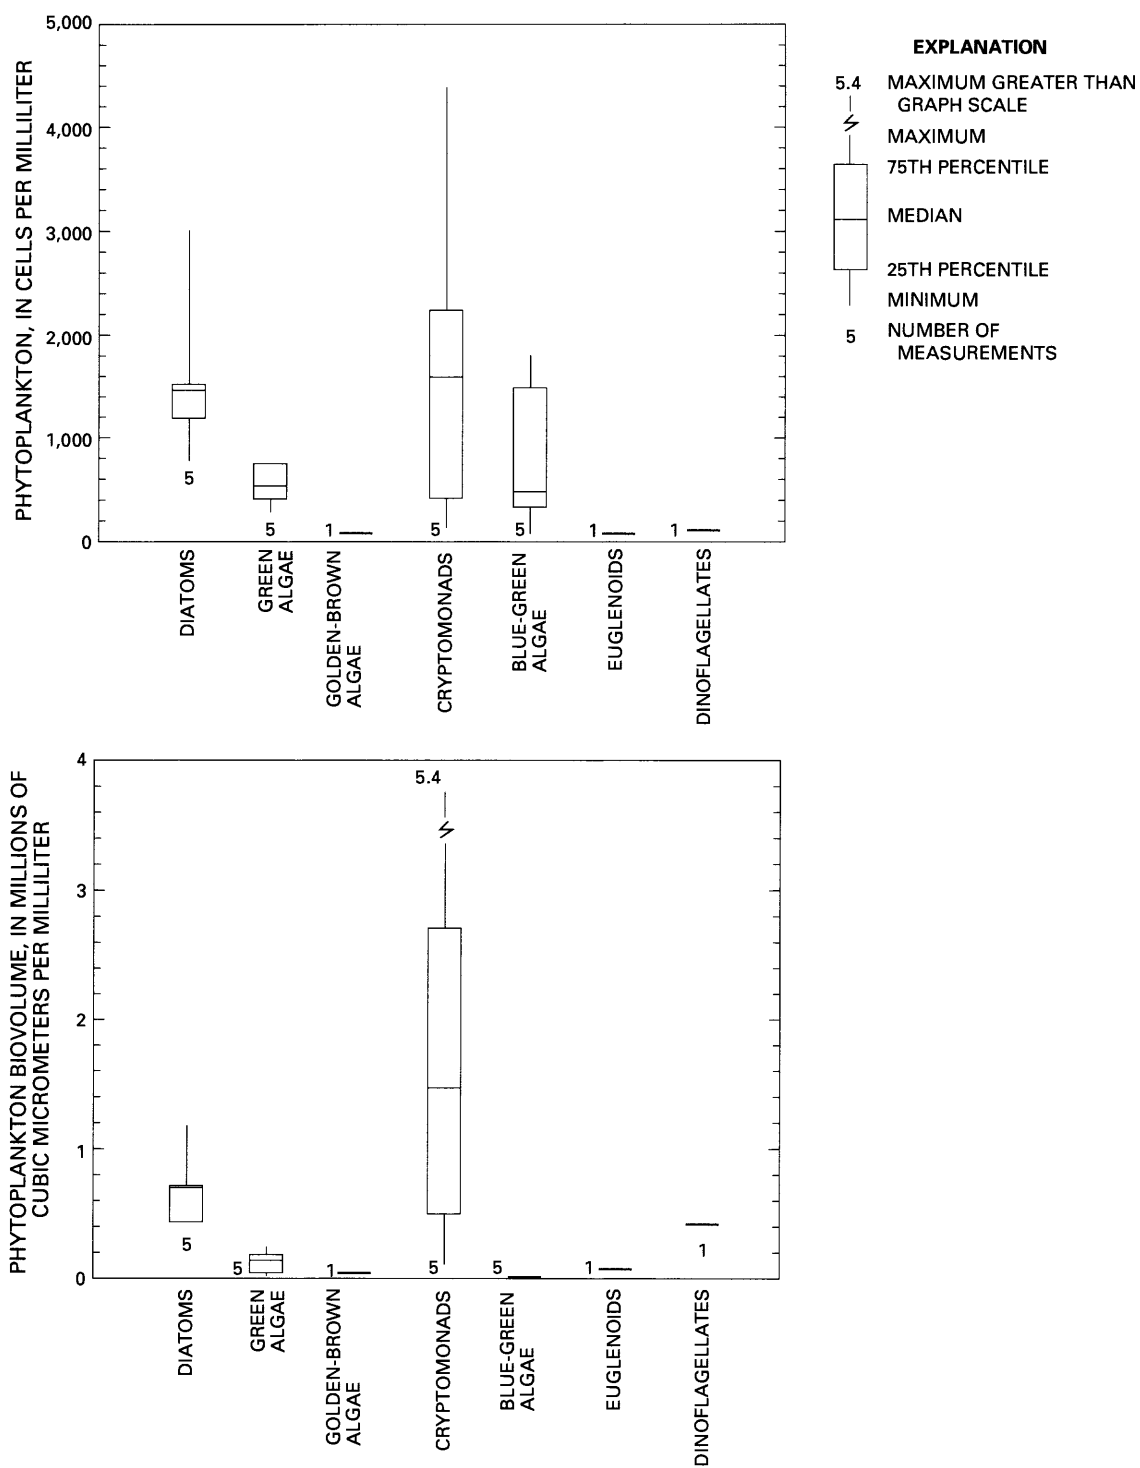 5,000
4,000
3,000
2,000
1,000
0
PHYTOPLANKTON, IN CELLS PER MILLILITER
5
5
1
5
5
1
1
DIATOMS
GREEN
ALGAE
GOLDEN-BROWN
ALGAE
CRYPTOMONADS
BLUE-GREEN
ALGAE
EUGLENOIDS
DINOFLAGELLATES
EXPLANATION
5.4 MAXIMUM GREATER THAN
GRAPH SCALE
MAXIMUM
75TH PERCENTILE
MEDIAN
25TH PERCENTILE
MINIMUM
5 NUMBER OF
MEASUREMENTS
4
3
2
1
0
PHYTOPLANKTON BIOVOLUME, IN MILLIONS OF
CUBIC MICROMETERS PER MILLILITER
5.4
5
5
1
5
5
1
1
DIATOMS
GREEN
ALGAE
GOLDEN-BROWN
ALGAE
CRYPTOMONADS
BLUE-GREEN
ALGAE
EUGLENOIDS
DINOFLAGELLATES